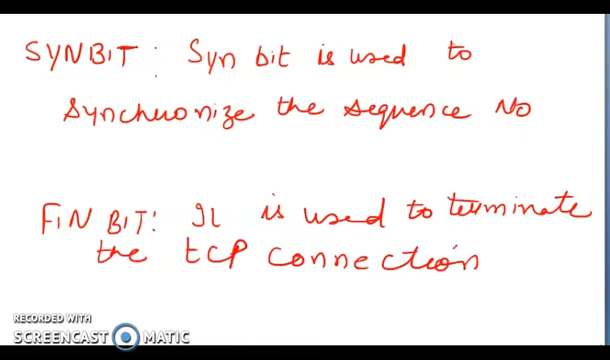 SYNBIT: Syn bit is used to
synchronize the sequence No
FIN BIT: It is used to terminate
the tCP connection
RECORDED WITH
SCREENCAST MATIC